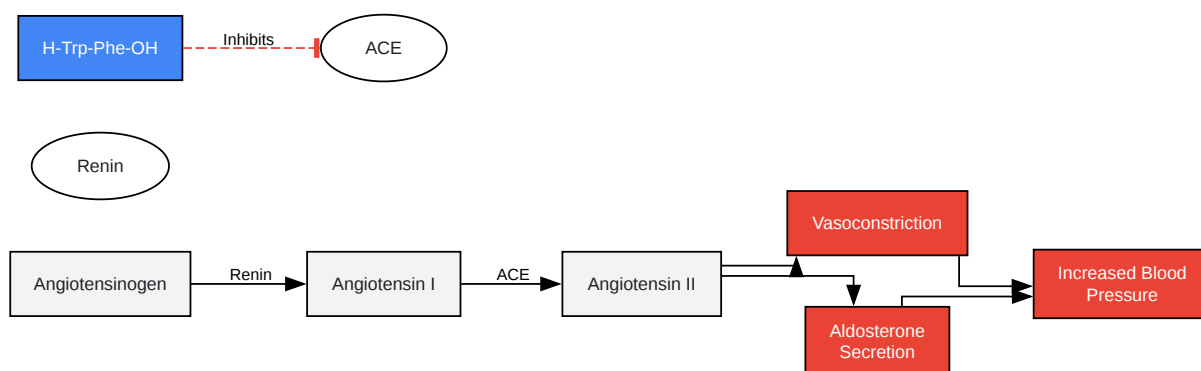 H-Trp-Phe-OH
Inhibits
ACE
Renin
Vasoconstriction
Angiotensinogen
Renin
Angiotensin I
ACE
Angiotensin II
Increased Blood
Pressure
Aldosterone
Secretion